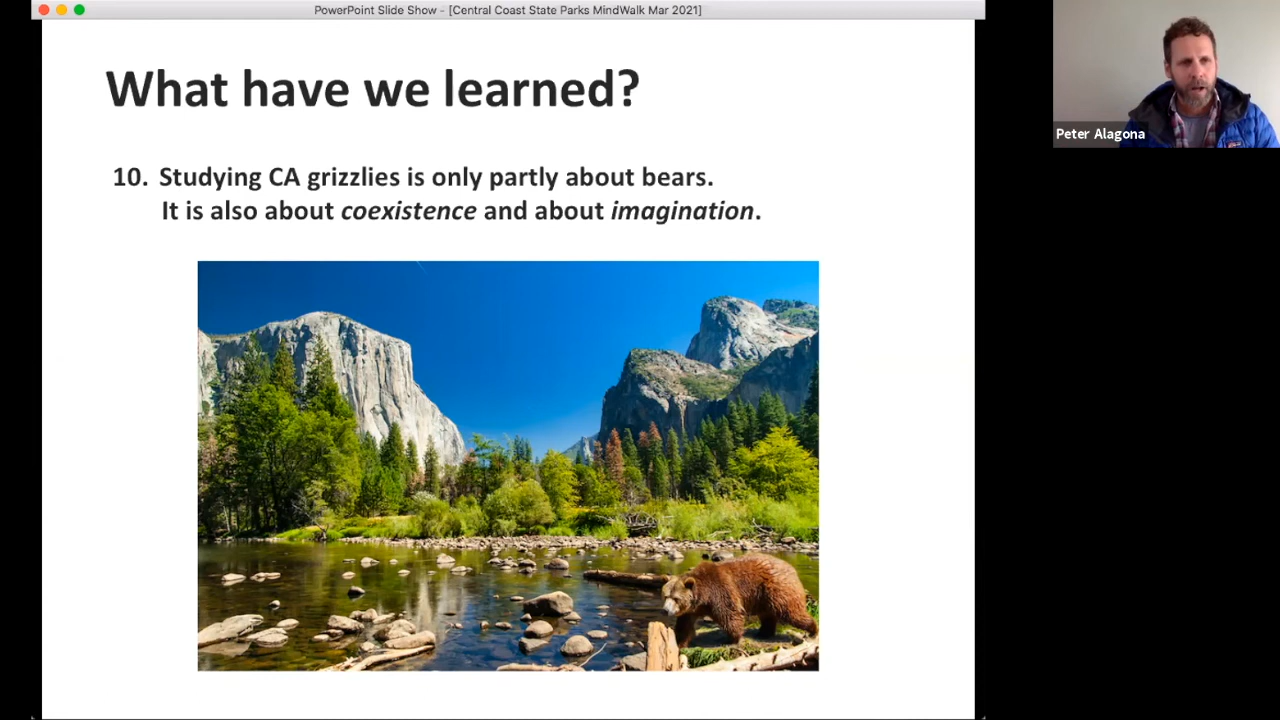 PowerPoint Slide Show - [Central Coast State Parks MindWalk Mar 2021]
What have we learned?
10. Studying CA grizzlies is only partly about bears.
It is also about coexistence and about imagination.
Peter Alagona